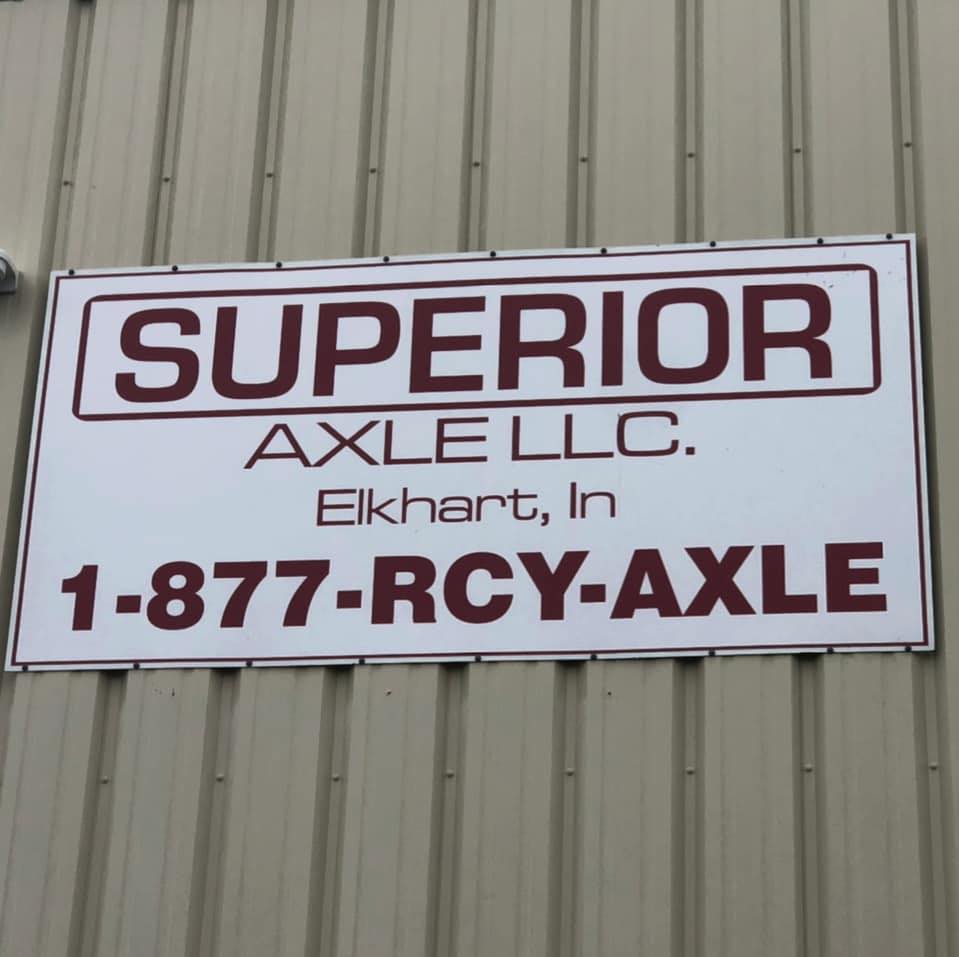 SUPERIOR
AXLE LLC.
Elkhart, In
1-877-RCY-AXLE